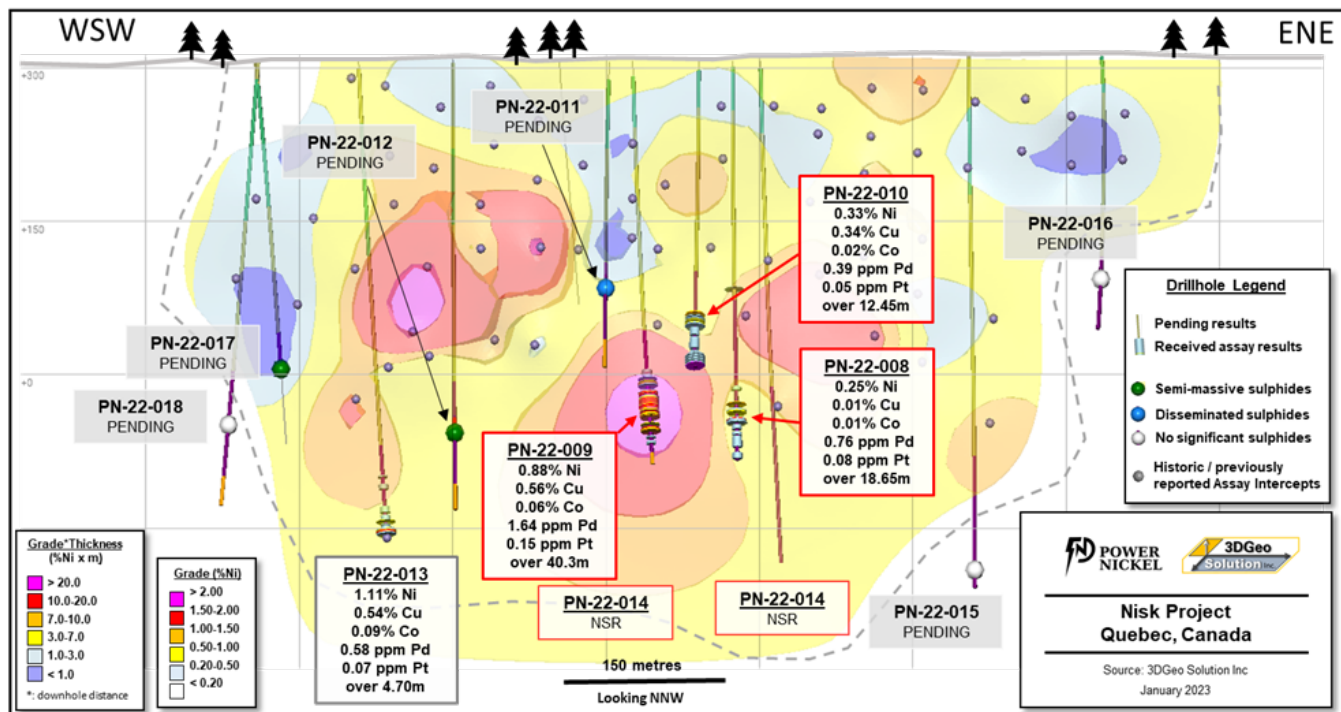 WSW
ENE
+300
+150
+0
PN-22-011
PENDING
PN-22-012
PENDING
PN-22-010
0.33% Ni
0.34% Cu
0.02% Co
0.39 ppm Pd
0.05 ppm Pt
over 12.45m
PN-22-016
PENDING
PN-22-017
PENDING
PN-22-018
PENDING
PN-22-008
0.25% Ni
0.01% Cu
0.01% Co
0.76 ppm Pd
0.08 ppm Pt
over 18.65m
PN-22-009
0.88% Ni
0.56% Cu
0.06% Co
1.64 ppm Pd
0.15 ppm Pt
over 40.3m
PN-22-013
1.11% Ni
0.54% Cu
0.09% Co
0.58 ppm Pd
0.07 ppm Pt
over 4.70m
PN-22-014
NSR
PN-22-014
NSR
PN-22-015
PENDING
150 metres
Looking NNW
Grade*Thickness
(%Ni x m)
> 20.0
10.0-20.0
7.0-10.0
3.0-7.0
1.0-3.0
< 1.0
*: downhole distance
Grade (%Ni)
> 2.00
1.50-2.00
1.00-1.50
0.50-1.00
0.20-0.50
< 0.20
Drillhole Legend
Pending results
Received assay results
Semi-massive sulphides
Disseminated sulphides
No significant sulphides
Historic / previously
reported Assay Intercepts
POWER
NICKEL
3DGeo
Solution Inc.
Nisk Project
Quebec, Canada
Source: 3DGeo Solution Inc
January 2023